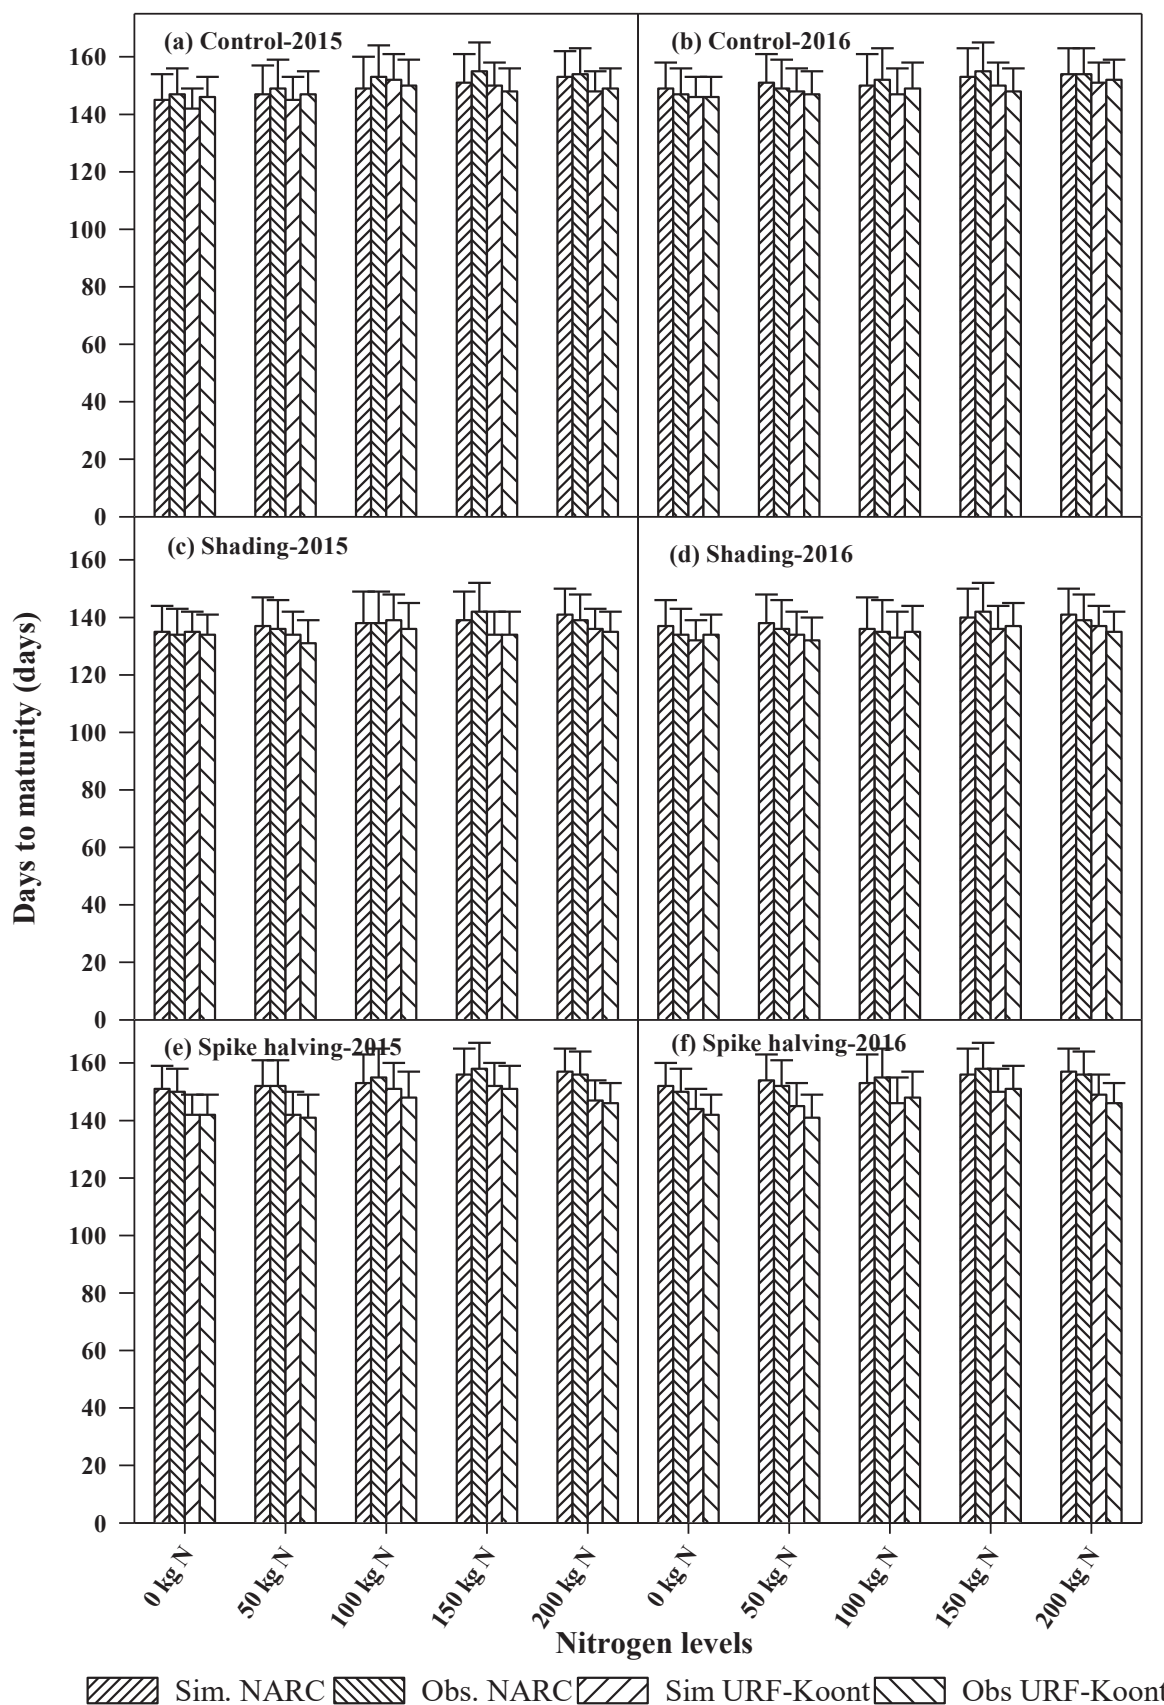 (a) Control-2015
(b) Control-2016
160
140
120
100
80
60
40
20
0
(c) Shading-2015
(d) Shading-2016
160
140
120
100
80
60
40
20
0
Days to maturity (days)
(e) Spike halving-2015
(f) Spike halving-2016
160
140
120
100
80
60
40
20
0
0 kg N
50 kg N
100 kg N
150 kg N
200 kg N
0 kg N
50 kg N
100 kg N
150 kg N
200 kg N
Nitrogen levels
Sim. NARC Obs. NARC Sim URF-Koont Obs URF-Koont